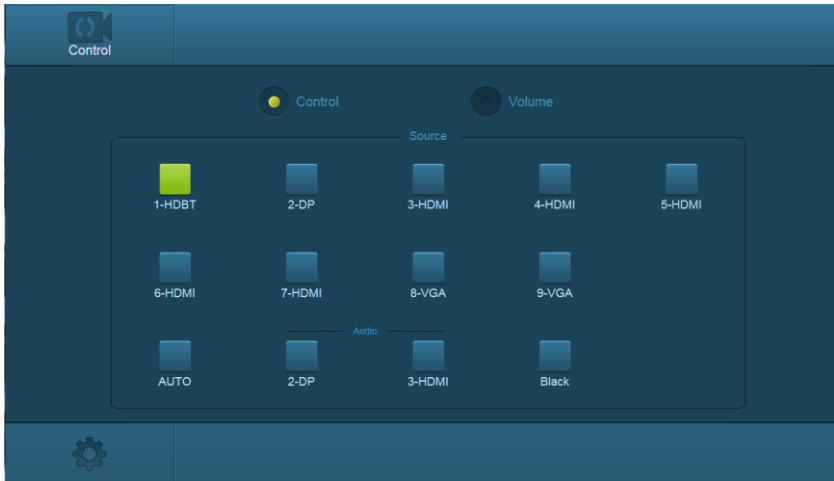 Control
Control Volume
Source
1-HDBT 2-DP 3-HDMI 4-HDMI 5-HDMI
6-HDMI 7-HDMI 8-VGA 9-VGA
Audio
AUTO 2-DP 3-HDMI Black